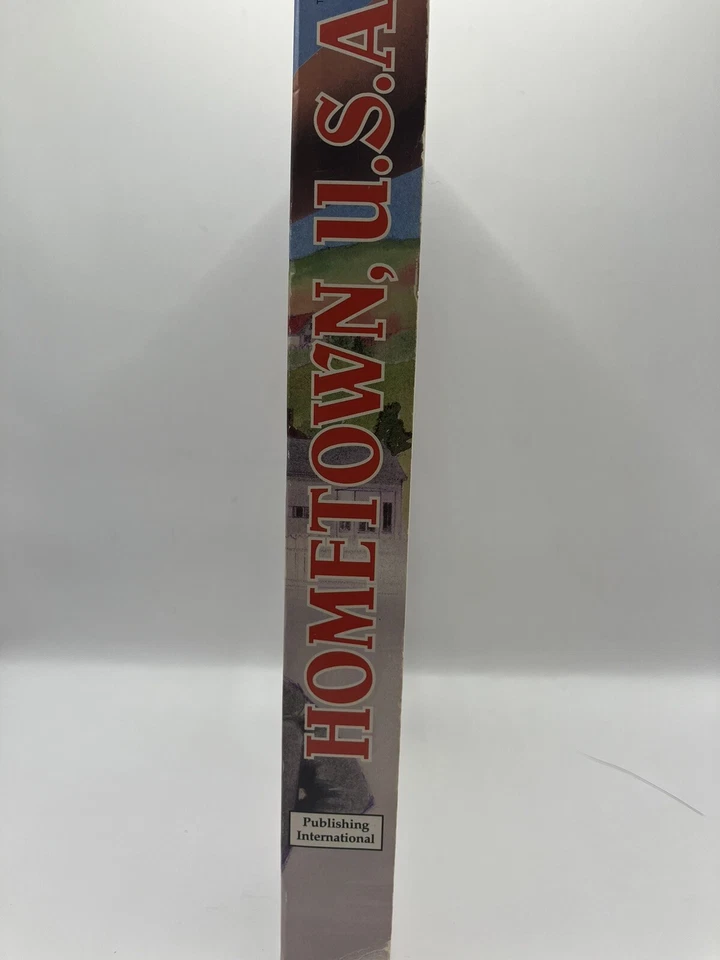 HOMETOWN, U.S.A
Publishing
International